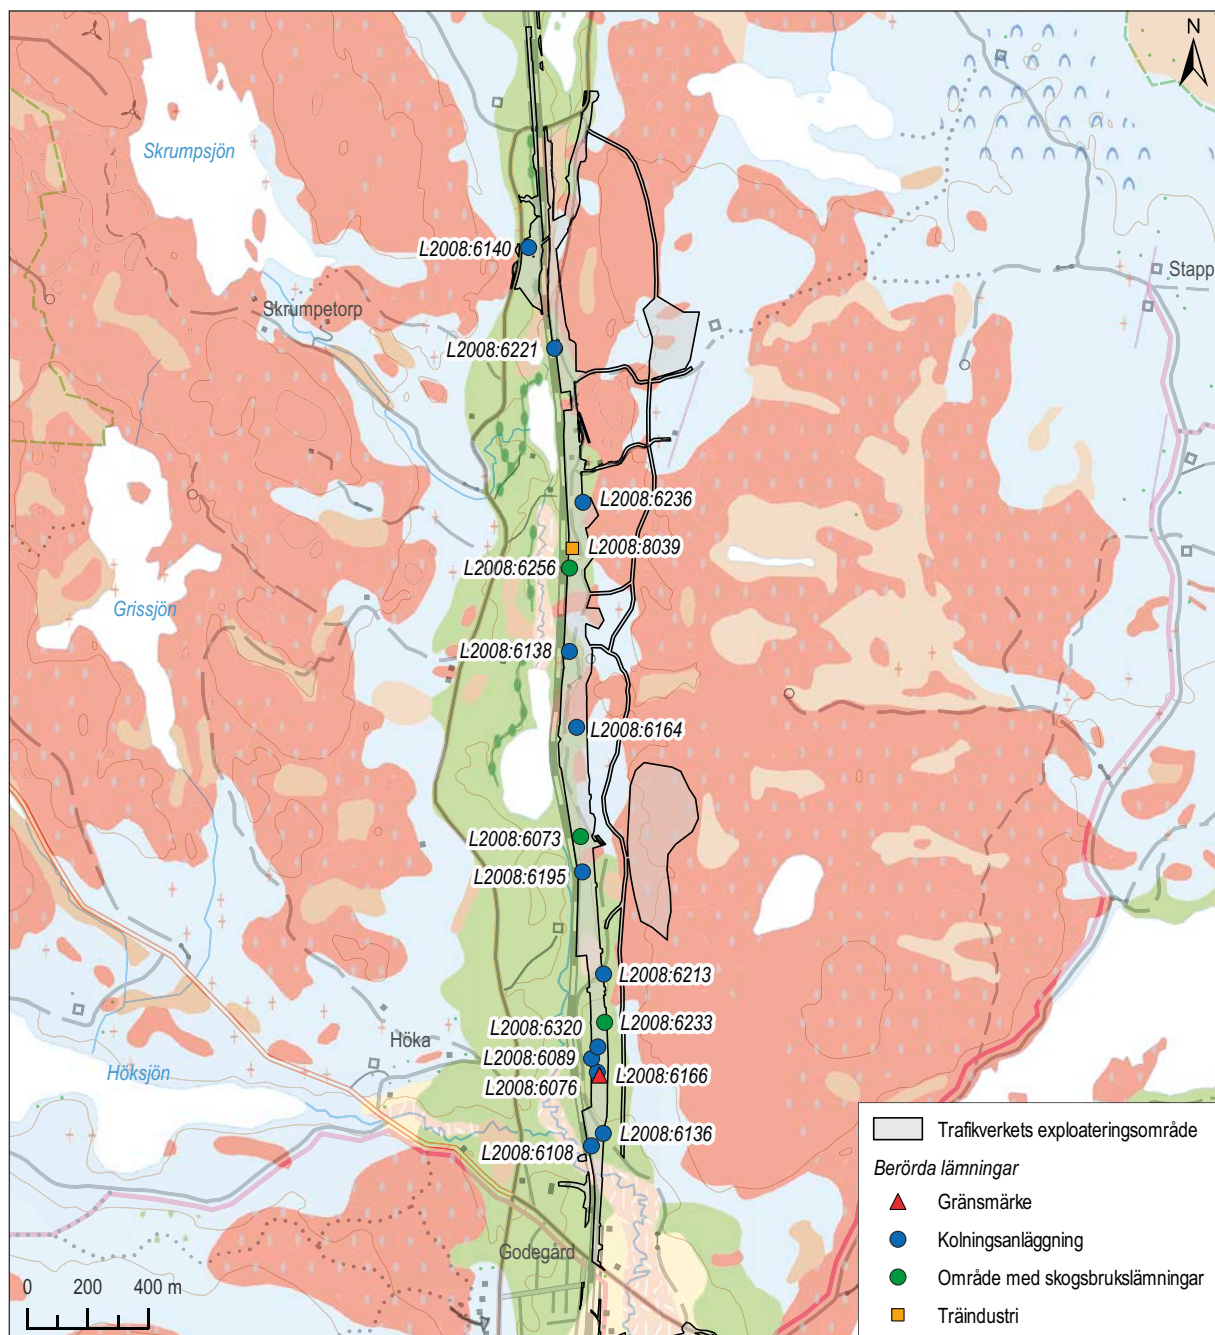 N
Skrumpsjön
L2008:6140
Stapp
Skrumpetorp
L2008:6221
L2008:6236
L2008:8039
L2008:6256
Grissjön
L2008:6138
L2008:6164
L2008:6073
L2008:6195
L2008:6213
L2008:6320
L2008:6233
Höka
L2008:6089
Höksjön
L2008:6076
L2008:6166
L2008:6136
L2008:6108
Godegård
Trafikverkets exploateringsområde
Berörda lämningar
Gränsmärke
Kolningsanläggning
Område med skogsbrukslämningar
Träindustri
0 200 400 m